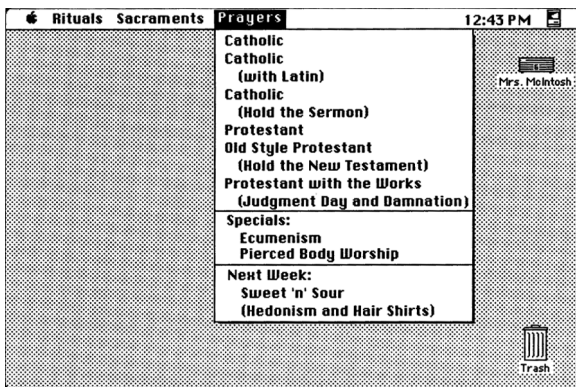 Rituals Sacraments Prayers 12:43 PM
Catholic
Catholic
(with Latin)
Catholic
(Hold the Sermon)
Protestant
Old Style Protestant
(Hold the New Testament)
Protestant with the Works
(Judgment Day and Damnation)
Specials:
Ecumenism
Pierced Body Worship
Next Week:
Sweet 'n' Sour
(Hedonism and Hair Shirts)
Mrs. McIntosh
Trash